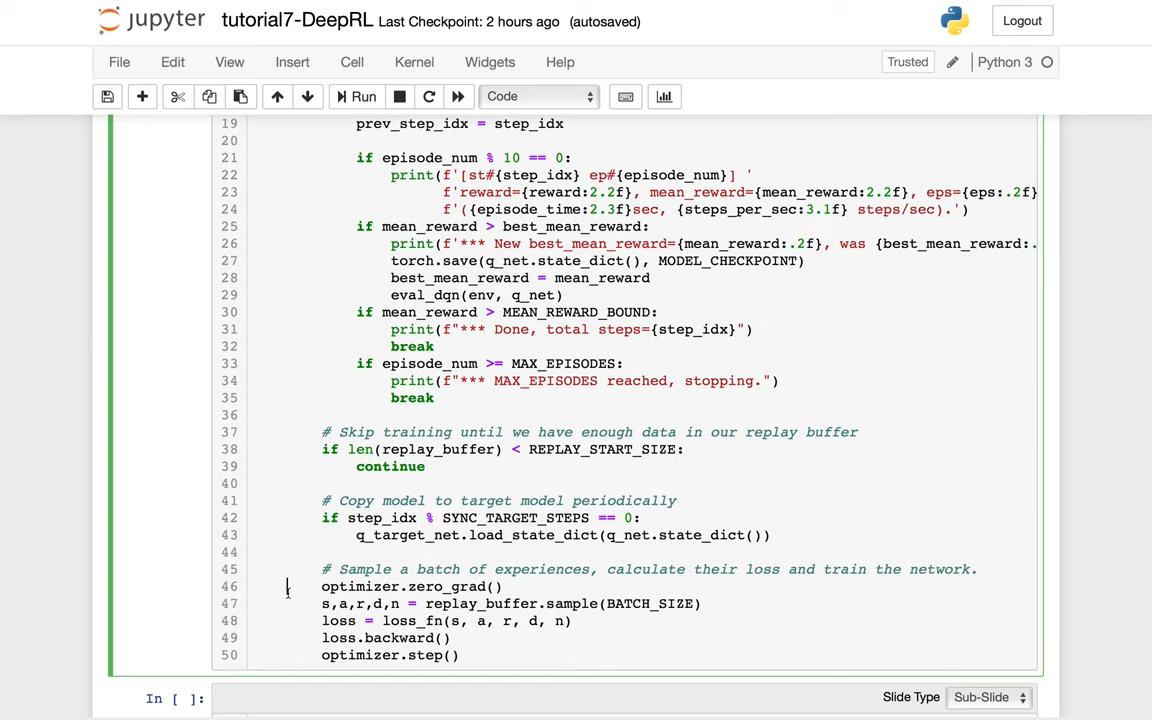 jupyter tutorial7-DeepRL Last Checkpoint: 2 hours ago (autosaved) Logout
File Edit View Insert Cell Kernel Widgets Help Trusted Python 3
Run Code
19 prev_step_idx = step_idx
20
21 if episode_num % 10 == 0:
22 print(f'[st#{step_idx} ep#{episode_num}] '
23 f'reward={reward:2.2f}, mean_reward={mean_reward:2.2f}, eps={eps:.2f}
24 f'({episode_time:2.3f}sec, {steps_per_sec:3.1f} steps/sec).')
25 if mean_reward > best_mean_reward:
26 print(f'*** New best_mean_reward={mean_reward:.2f}, was {best_mean_reward:.
27 torch.save(q_net.state_dict(), MODEL_CHECKPOINT)
28 best_mean_reward = mean_reward
29 eval_dqn(env, q_net)
30 if mean_reward > MEAN_REWARD_BOUND:
31 print(f"*** Done, total steps={step_idx}")
32 break
33 if episode_num >= MAX_EPISODES:
34 print(f"*** MAX_EPISODES reached, stopping.")
35 break
36
37 # Skip training until we have enough data in our replay buffer
38 if len(replay_buffer) < REPLAY_START_SIZE:
39 continue
40
41 # Copy model to target model periodically
42 if step_idx % SYNC_TARGET_STEPS == 0:
43 q_target_net.load_state_dict(q_net.state_dict())
44
45 # Sample a batch of experiences, calculate their loss and train the network.
46 optimizer.zero_grad()
47 s,a,r,d,n = replay_buffer.sample(BATCH_SIZE)
48 loss = loss_fn(s, a, r, d, n)
49 loss.backward()
50 optimizer.step()
In [ ]: Slide Type Sub-Slide